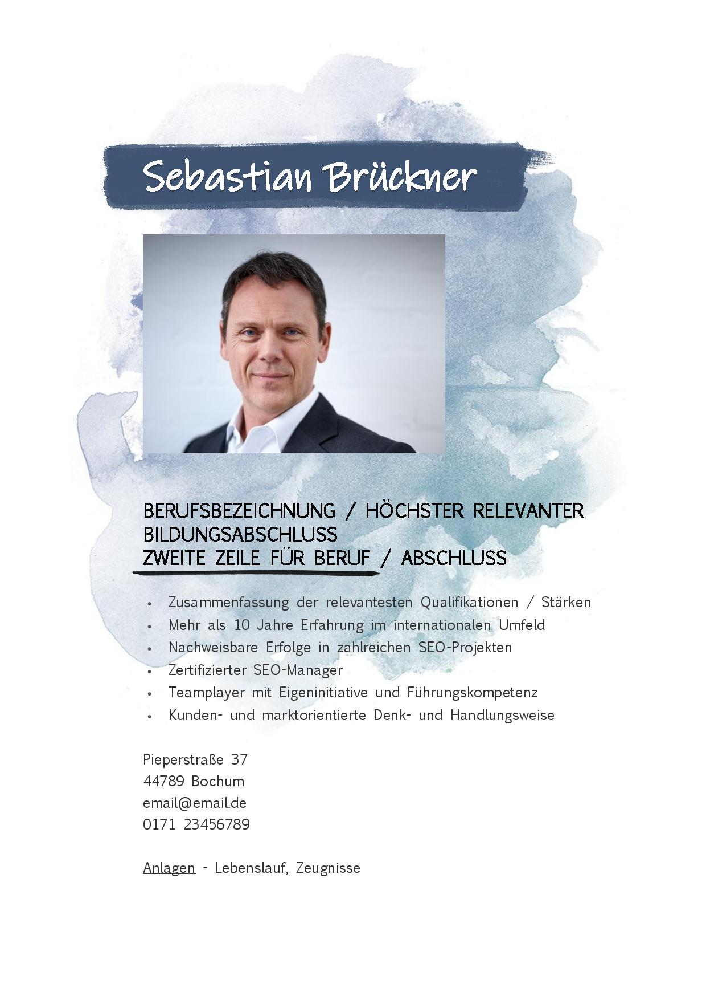 Sebastian Brückner
BERUFSBEZEICHNUNG / HÖCHSTER RELEVANTER
BILDUNGSABSCHLUSS
ZWEITE ZEILE FÜR BERUF / ABSCHLUSS
• Zusammenfassung der relevantesten Qualifikationen / Stärken
• Mehr als 10 Jahre Erfahrung im internationalen Umfeld
• Nachweisbare Erfolge in zahlreichen SEO-Projekten
• Zertifizierter SEO-Manager
• Teamplayer mit Eigeninitiative und Führungskompetenz
• Kunden- und marktorientierte Denk- und Handlungsweise
Pieperstraße 37
44789 Bochum
email@email.de
0171 23456789
Anlagen - Lebenslauf, Zeugnisse